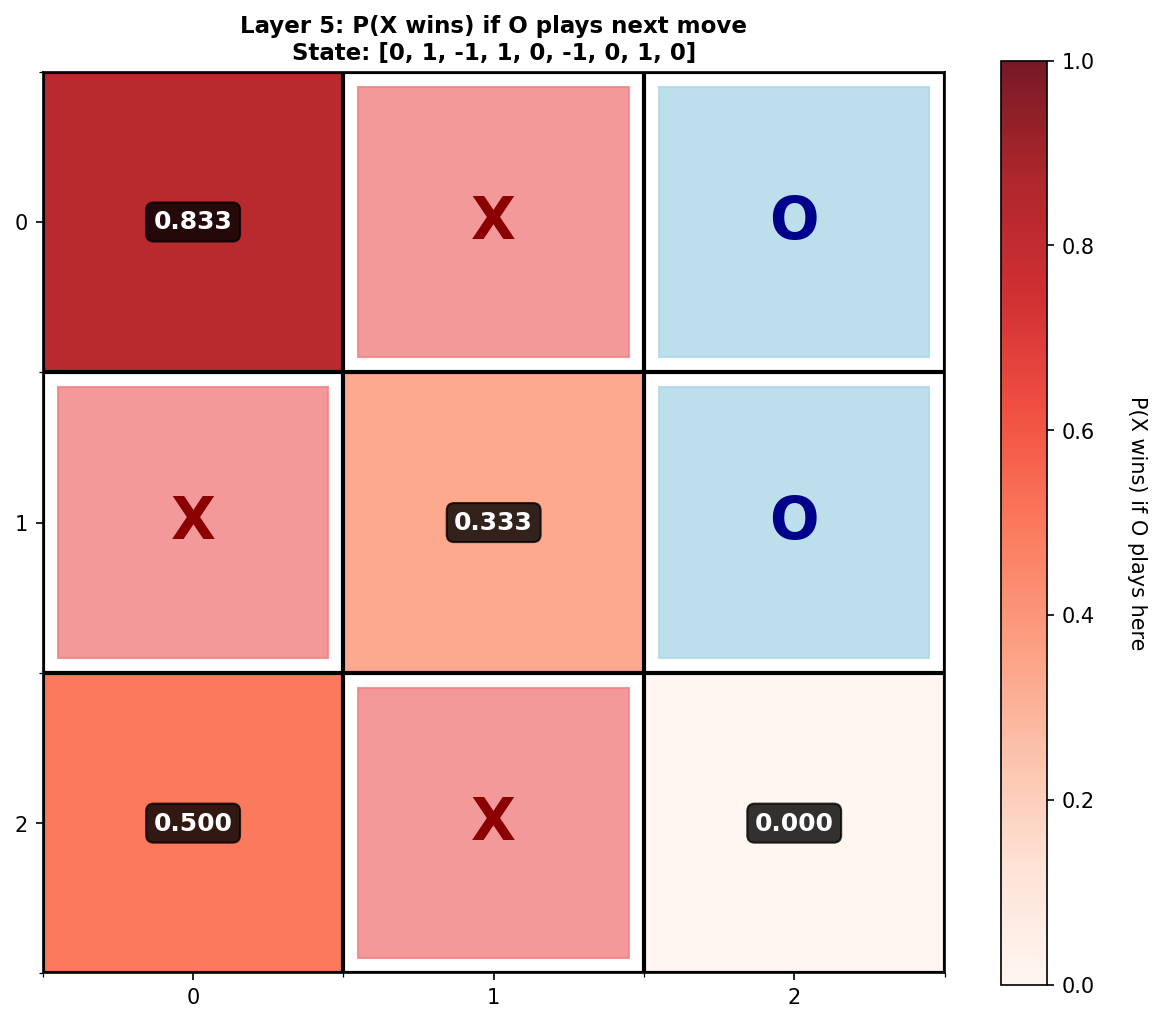 Layer 5: P(X wins) if O plays next move
State: [0, 1, -1, 1, 0, -1, 0, 1, 0]
0
0.833
X
O
1
X
0.333
O
2
0.500
X
0.000
0
1
2
1.0
0.8
0.6
0.4
0.2
0.0
P(X wins) if O plays here